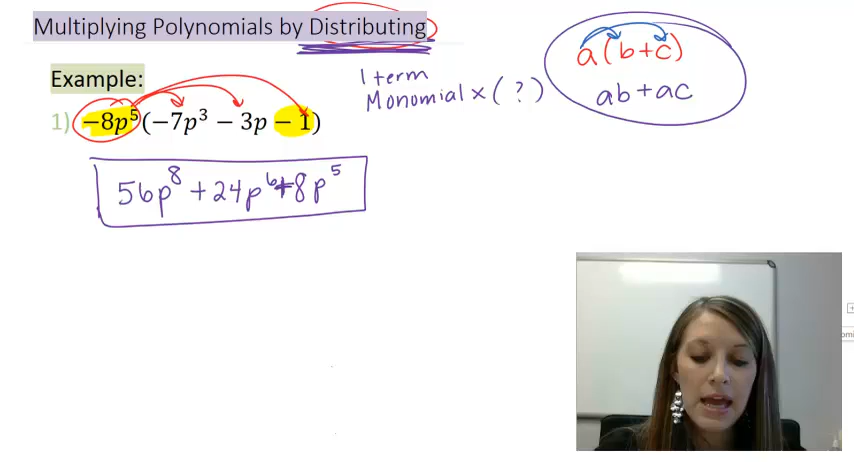 Multiplying Polynomials by Distributing
a(b+c)
ab+ac
Example:
1 term
Monomial × (?)
1) −8p⁵(−7p³ − 3p − 1)
56p⁸ + 24p⁶ + 8p⁵